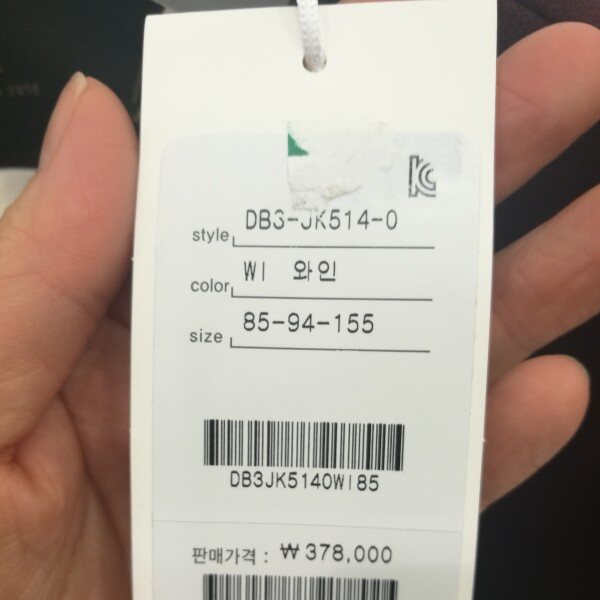 style DB3-JK514-0
color WI 와인
size 85-94-155
DB3JK5140WI85
판매가격 : ₩378,000